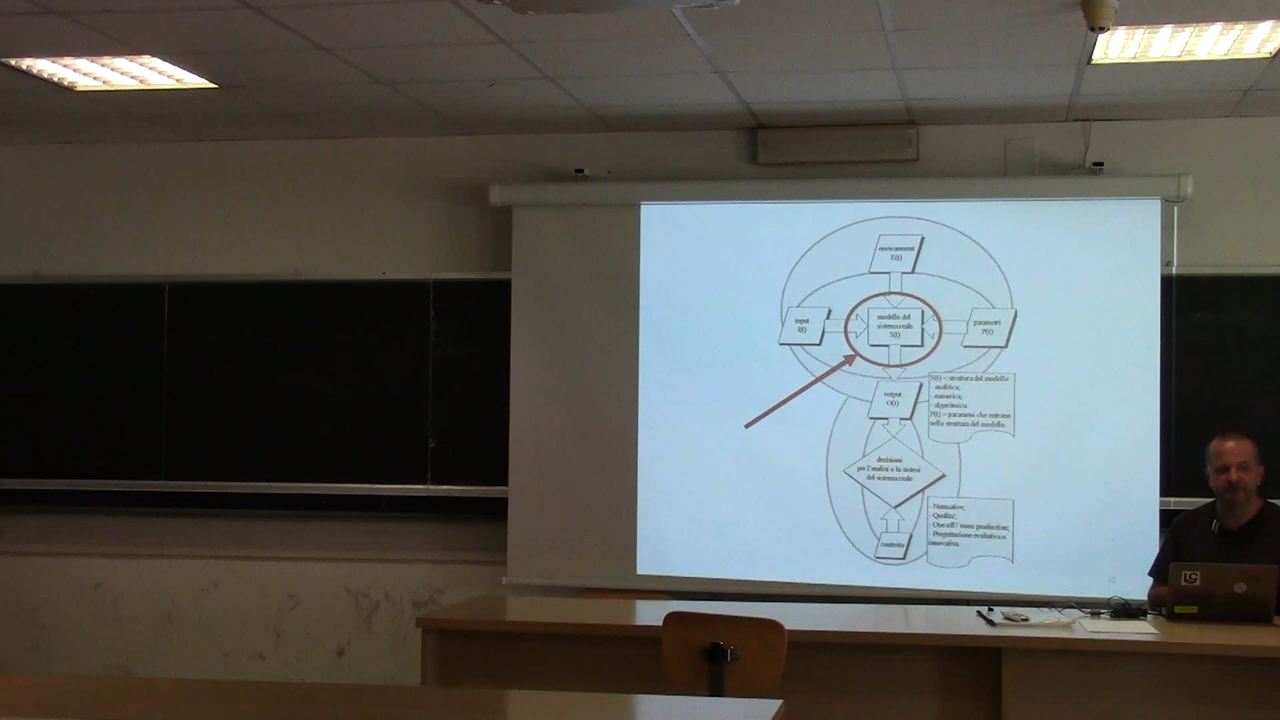 environment
E(t)
input
I(t)
modello del
sistema reale
S(t)
parametri
P(t)
output
O(t)
S(t) = struttura del modello
- analitica;
- numerica;
- algoritmica
P(t) = parametri che entrano
nella struttura del modello.
decisioni
per l'analisi o la sintesi
del sistema reale
contesto
- Normative;
- Qualità;
- One off / mass production;
- Progettazione evolutiva o
innovativa.
12